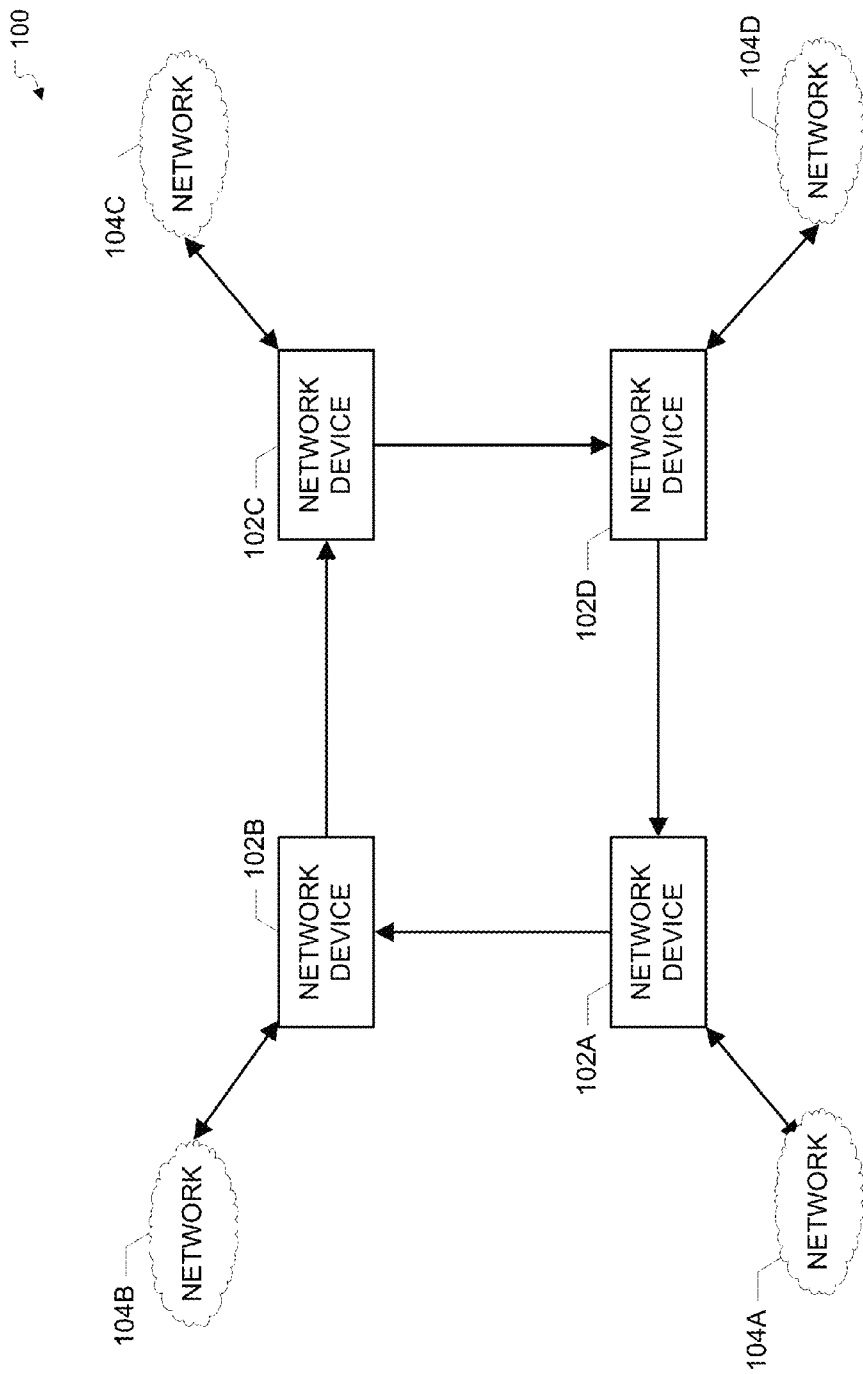 100
104B
NETWORK
104C
NETWORK
102B
NETWORK
DEVICE
102C
NETWORK
DEVICE
102A
NETWORK
DEVICE
102D
NETWORK
DEVICE
104A
NETWORK
104D
NETWORK